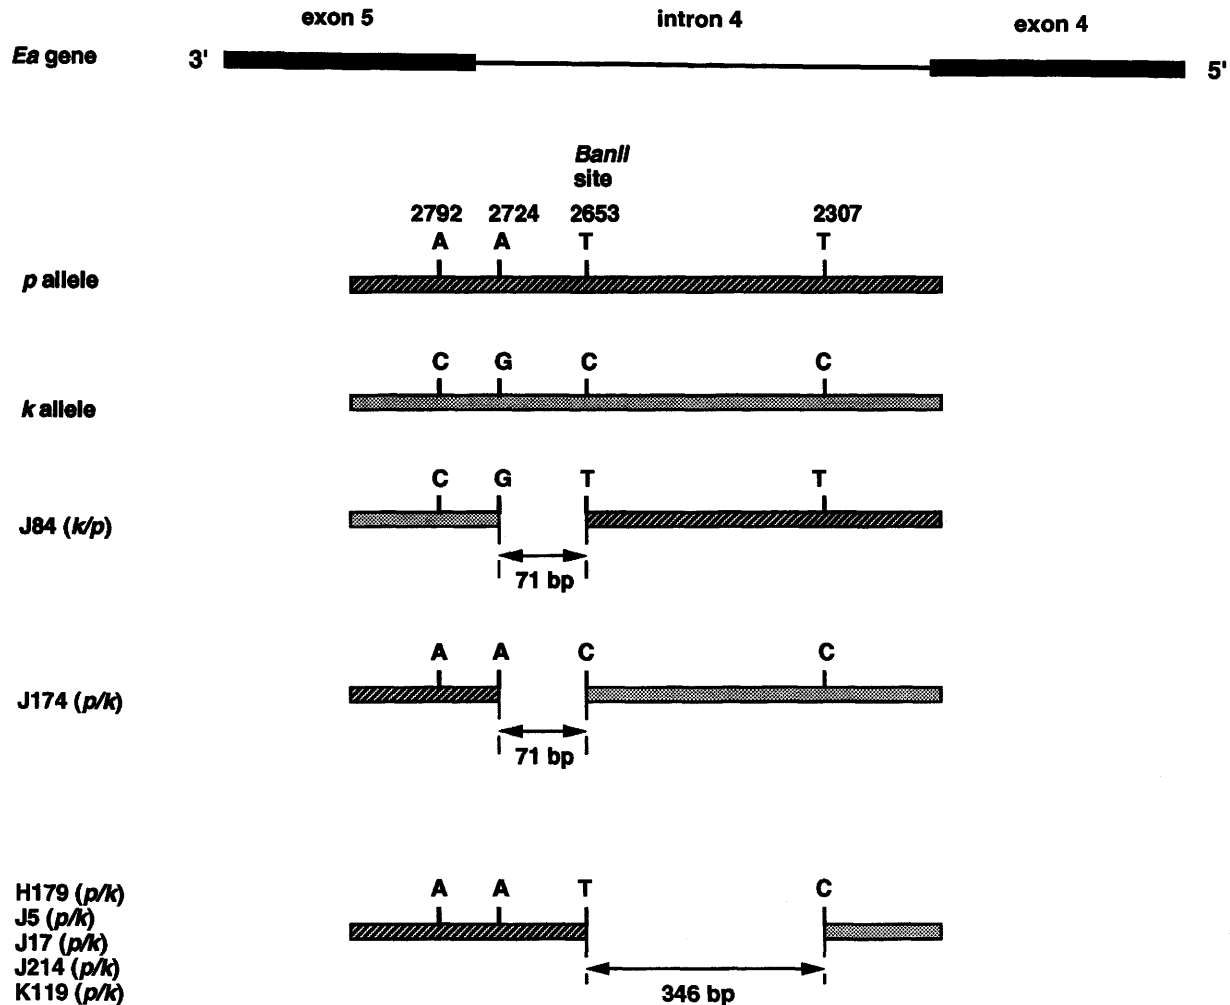 exon 5 intron 4 exon 4
Ea gene 3' 5'
BanII
site
2792 2724 2653 2307
A A T T
p allele
C G C C
k allele
C G T T
J84 (k/p)
71 bp
A A C C
J174 (p/k)
71 bp
H179 (p/k) A A T C
J5 (p/k)
J17 (p/k)
J214 (p/k)
K119 (p/k) 346 bp